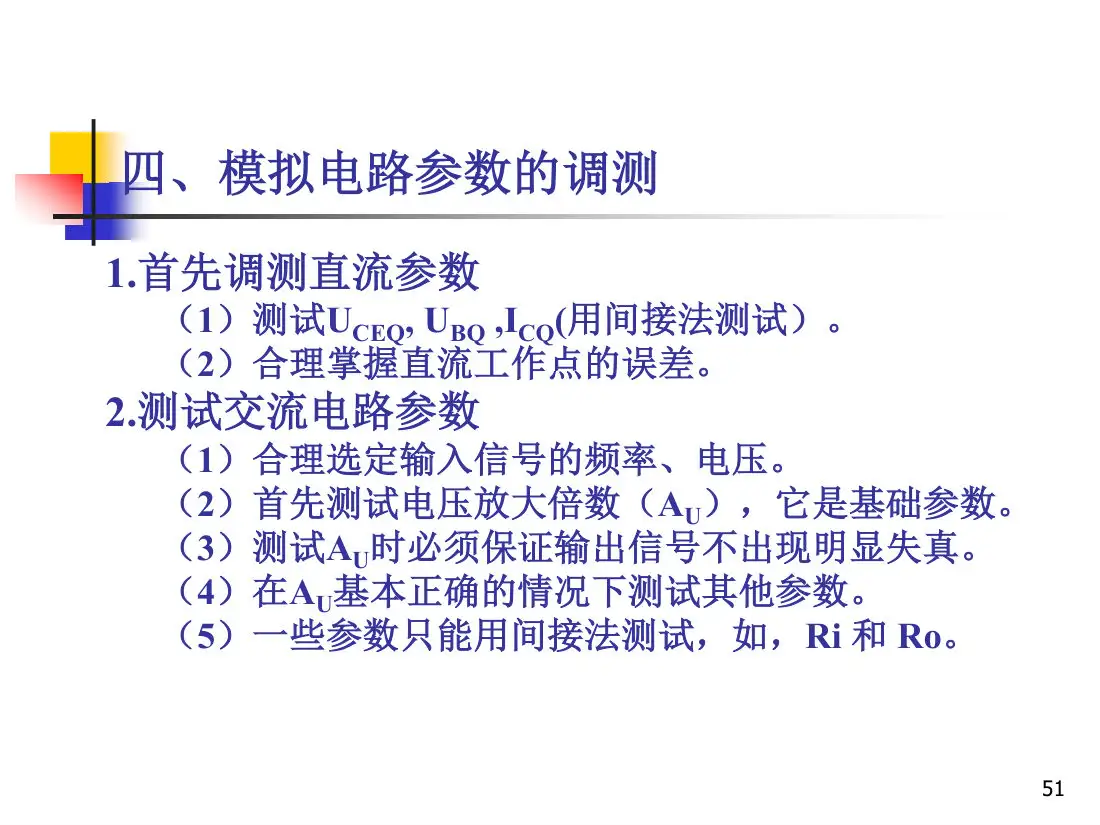 四、模拟电路参数的调测
1.首先调测直流参数
（1）测试UCEQ, UBQ ,ICQ(用间接法测试）。
（2）合理掌握直流工作点的误差。
2.测试交流电路参数
（1）合理选定输入信号的频率、电压。
（2）首先测试电压放大倍数（AU），它是基础参数。
（3）测试AU时必须保证输出信号不出现明显失真。
（4）在AU基本正确的情况下测试其他参数。
（5）一些参数只能用间接法测试，如，Ri 和 Ro。
51